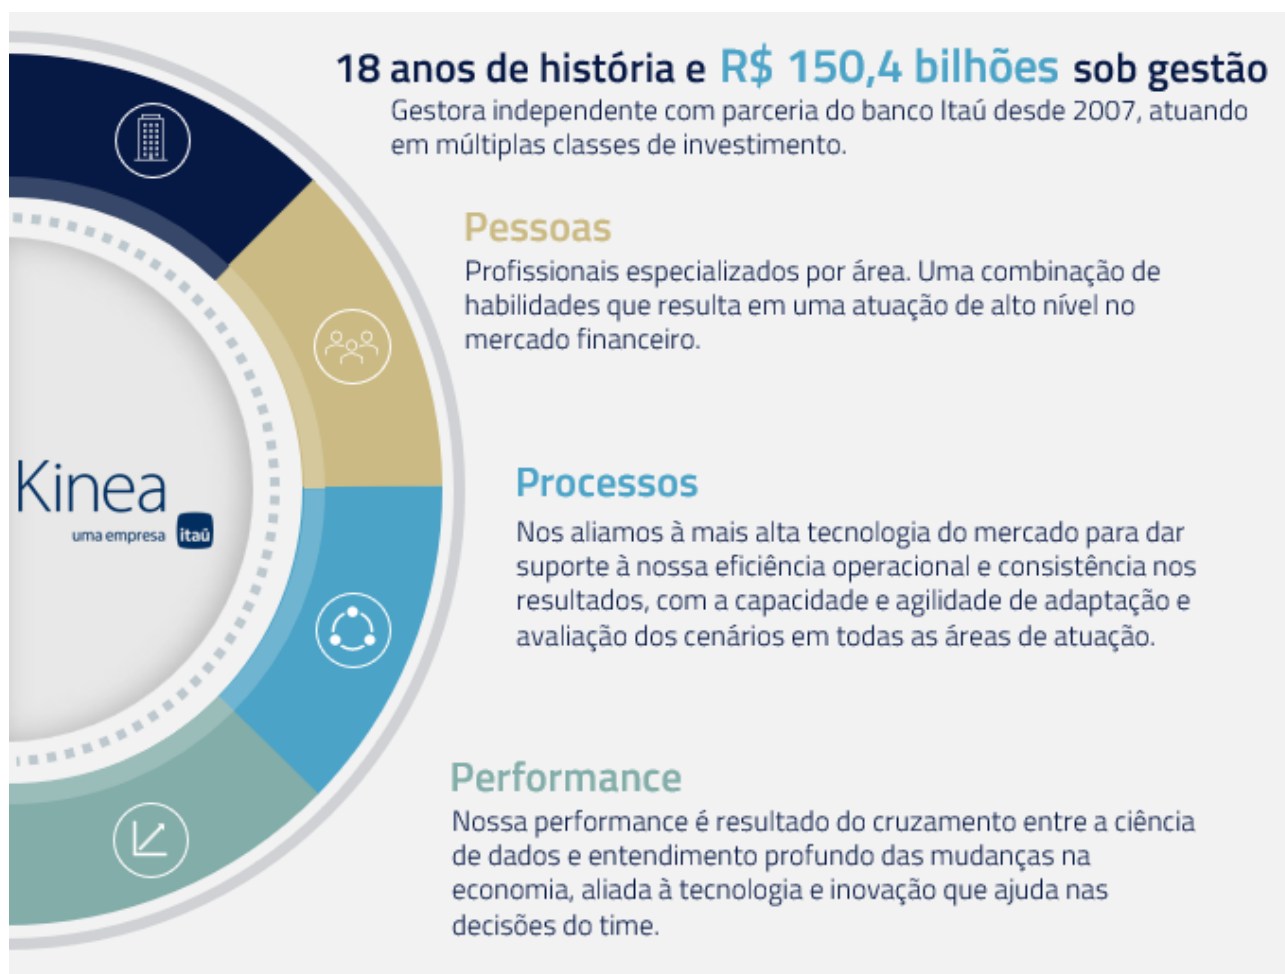 18 anos de história e R$ 150,4 bilhões sob gestão
Gestora independente com parceria do banco Itaú desde 2007, atuando
em múltiplas classes de investimento.
Pessoas
Profissionais especializados por área. Uma combinação de
habilidades que resulta em uma atuação de alto nível no
mercado financeiro.
Kinea
uma empresa itaú
Processos
Nos aliamos à mais alta tecnologia do mercado para dar
suporte à nossa eficiência operacional e consistência nos
resultados, com a capacidade e agilidade de adaptação e
avaliação dos cenários em todas as áreas de atuação.
Performance
Nossa performance é resultado do cruzamento entre a ciência
de dados e entendimento profundo das mudanças na
economia, aliada à tecnologia e inovação que ajuda nas
decisões do time.